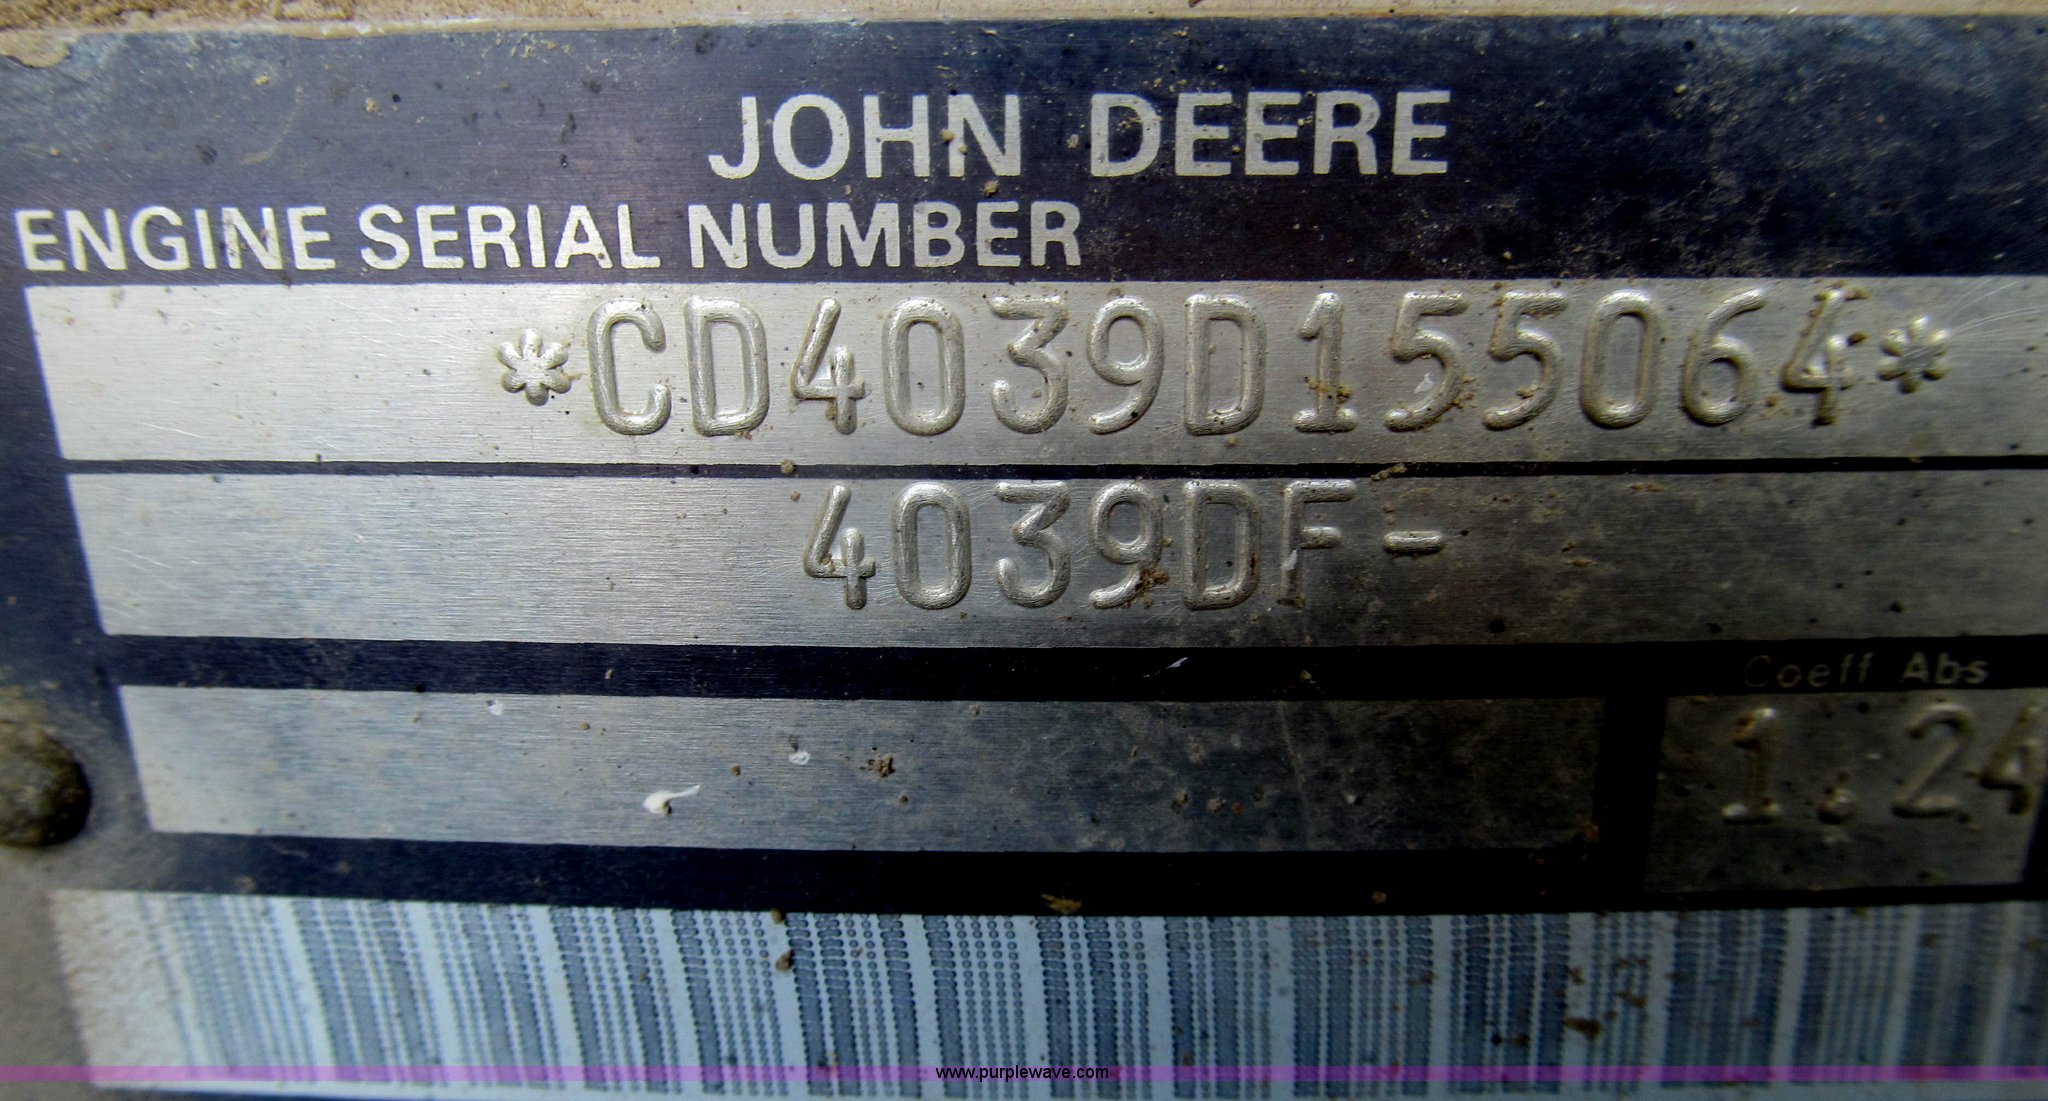 JOHN DEERE
ENGINE SERIAL NUMBER
*CD4039D155064*
4039DF-
Coeff Abs
1.24
www.purplewave.com